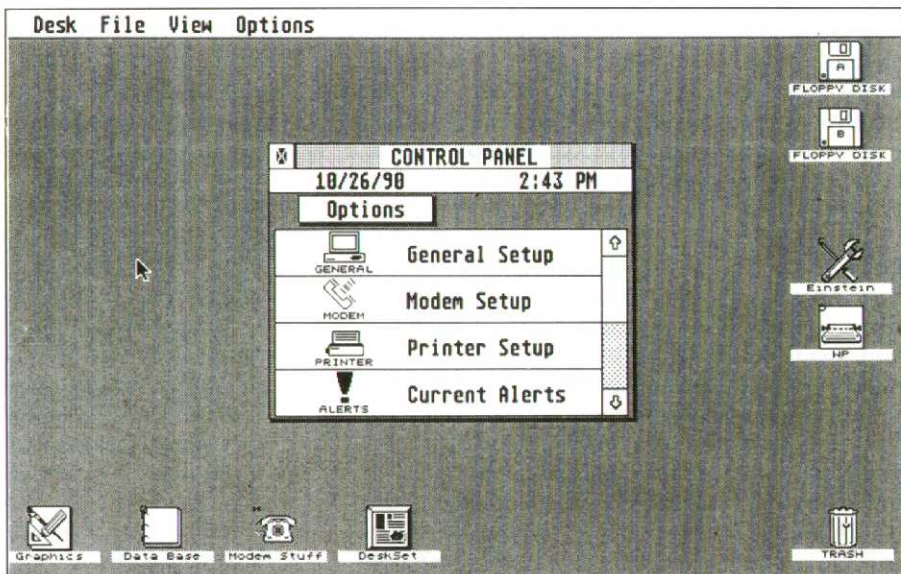 Desk File View Options
A
FLOPPY DISK
B
FLOPPY DISK
CONTROL PANEL
10/26/90 2:43 PM
Options
GENERAL General Setup
MODEM Modem Setup
PRINTER Printer Setup
ALERTS Current Alerts
Einstein
WP
Graphics Data Base Modem Stuff DeskSet TRASH